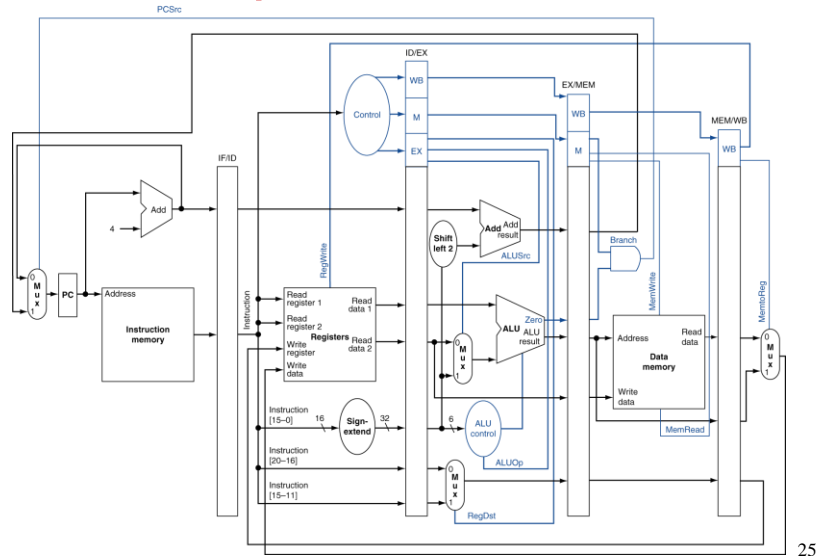 PCSrc
ID/EX
WB
EX/MEM
Control
M
WB
MEM/WB
EX
M
WB
IF/ID
Add
4
Add
Add
result
Shift
left 2
Branch
ALUSrc
RegWrite
MemWrite
MemtoReg
0
M
u
x
1
PC
Address
Instruction
memory
Instruction
Read
register 1
Read
data 1
Read
register 2
Registers
Write
register
Read
data 2
Write
data
0
M
u
x
1
Zero
ALU
ALU
result
Address
Read
data
Data
memory
Write
data
1
M
u
x
0
Instruction
[15–0]
16
Sign-
extend
32
6
ALU
control
MemRead
Instruction
[20–16]
ALUOp
Instruction
[15–11]
0
M
u
x
1
RegDst
25